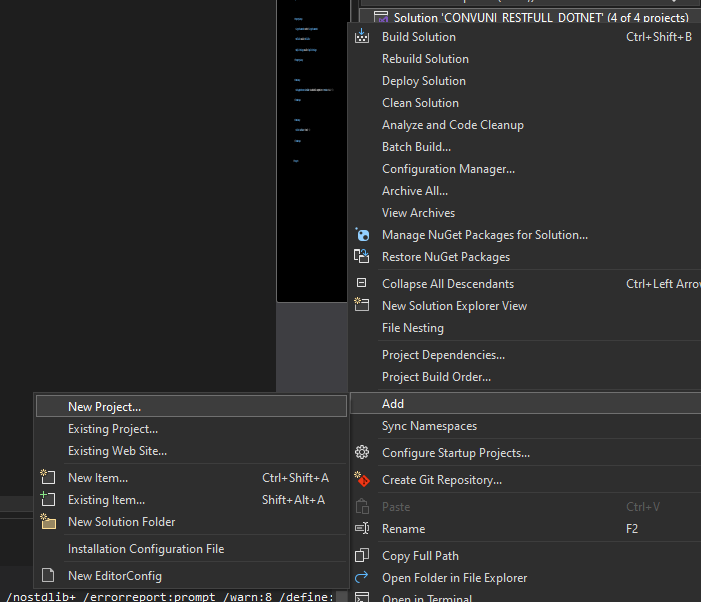 Solution 'CONVUNI_RESTFULL_DOTNET' (4 of 4 projects)
Build Solution Ctrl+Shift+B
Rebuild Solution
Deploy Solution
Clean Solution
Analyze and Code Cleanup
Batch Build...
Configuration Manager...
Archive All...
View Archives
Manage NuGet Packages for Solution...
Restore NuGet Packages
Collapse All Descendants Ctrl+Left Arrow
New Solution Explorer View
File Nesting
Project Dependencies...
Project Build Order...
Add
Sync Namespaces
Configure Startup Projects...
Create Git Repository...
Paste Ctrl+V
Rename F2
Copy Full Path
Open Folder in File Explorer
Open in Terminal
New Project...
Existing Project...
Existing Web Site...
New Item... Ctrl+Shift+A
Existing Item... Shift+Alt+A
New Solution Folder
Installation Configuration File
New EditorConfig
/nostdlib+ /errorreport:prompt /warn:8 /define: